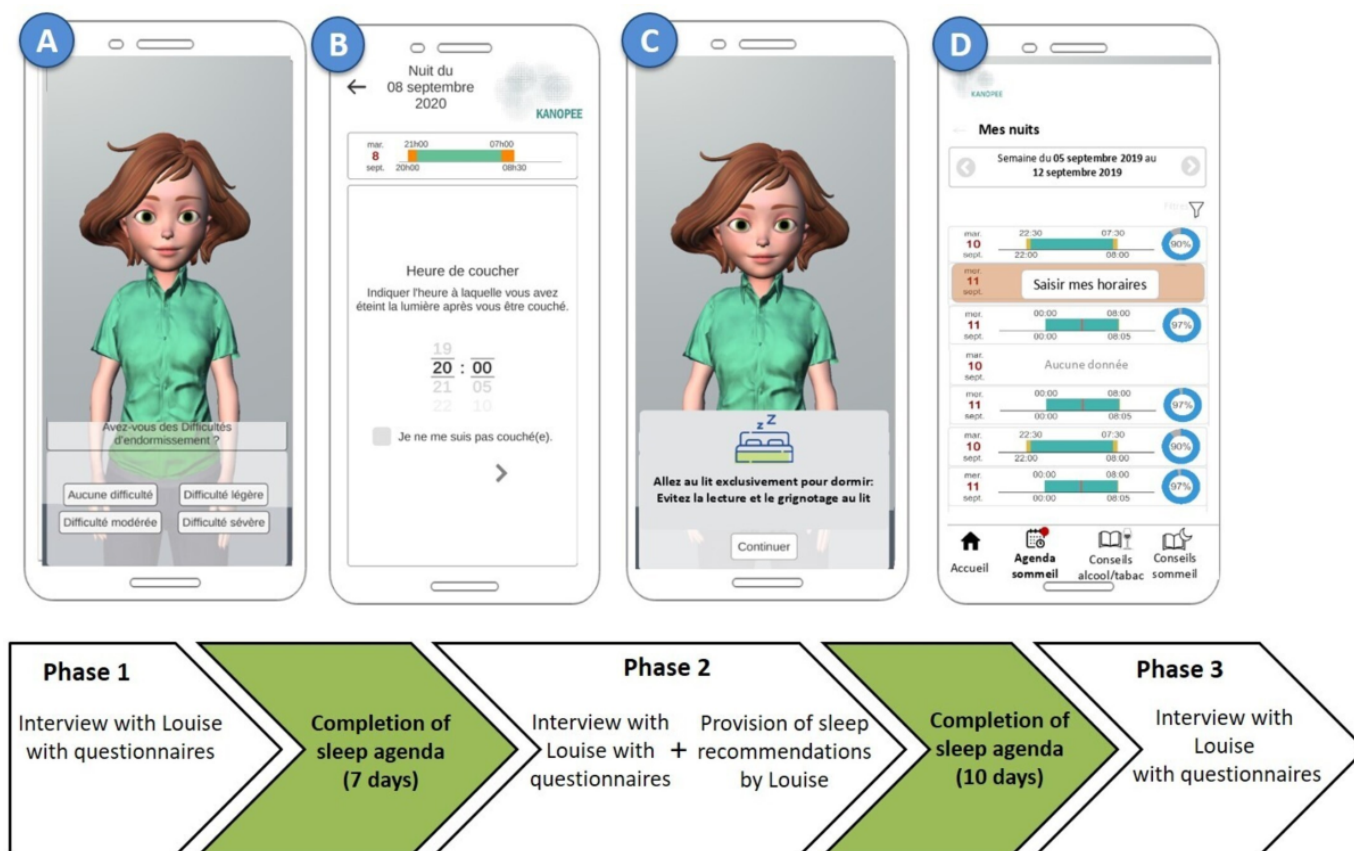 A
Avez-vous des Difficultés
d'endormissement ?
Aucune difficulté
Difficulté légère
Difficulté modérée
Difficulté sévère
B
Nuit du
08 septembre
2020
KANOPEE
mar.
8
sept.
21h00
07h00
20h00
08h30
Heure de coucher
Indiquer l'heure à laquelle vous avez
éteint la lumière après vous être couché.
19
20 : 00
21 05
22 10
Je ne me suis pas couché(e).
C
z Z
Allez au lit exclusivement pour dormir:
Evitez la lecture et le grignotage au lit
Continuer
D
KANOPEE
Mes nuits
Semaine du 05 septembre 2019 au
12 septembre 2019
Filtres
mar.
10
sept.
22:30 07:30
22:00 08:00
90%
mer.
11
sept.
Saisir mes horaires
mer.
11
sept.
00:00 08:00
00:00 08:05
97%
mar.
10
sept.
Aucune donnée
mer.
11
sept.
00:00 08:00
00:00 08:05
97%
mar.
10
sept.
22:30 07:30
22:00 08:00
90%
mer.
11
sept.
00:00 08:00
00:00 08:05
97%
Accueil
Agenda
sommeil
Conseils
alcool/tabac
Conseils
sommeil
Phase 1
Interview with Louise
with questionnaires
Completion of
sleep agenda
(7 days)
Phase 2
Interview with
Louise with
questionnaires
+
Provision of sleep
recommendations
by Louise
Completion of
sleep agenda
(10 days)
Phase 3
Interview with
Louise
with questionnaires